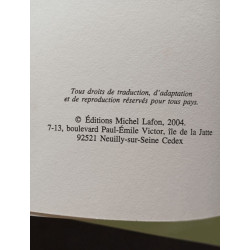 Tous droits de traduction, d'adaptation
et de reproduction réservés pour tous pays.
© Éditions Michel Lafon, 2004.
7-13, boulevard Paul-Émile Victor, île de la Jatte
92521 Neuilly-sur-Seine Cedex